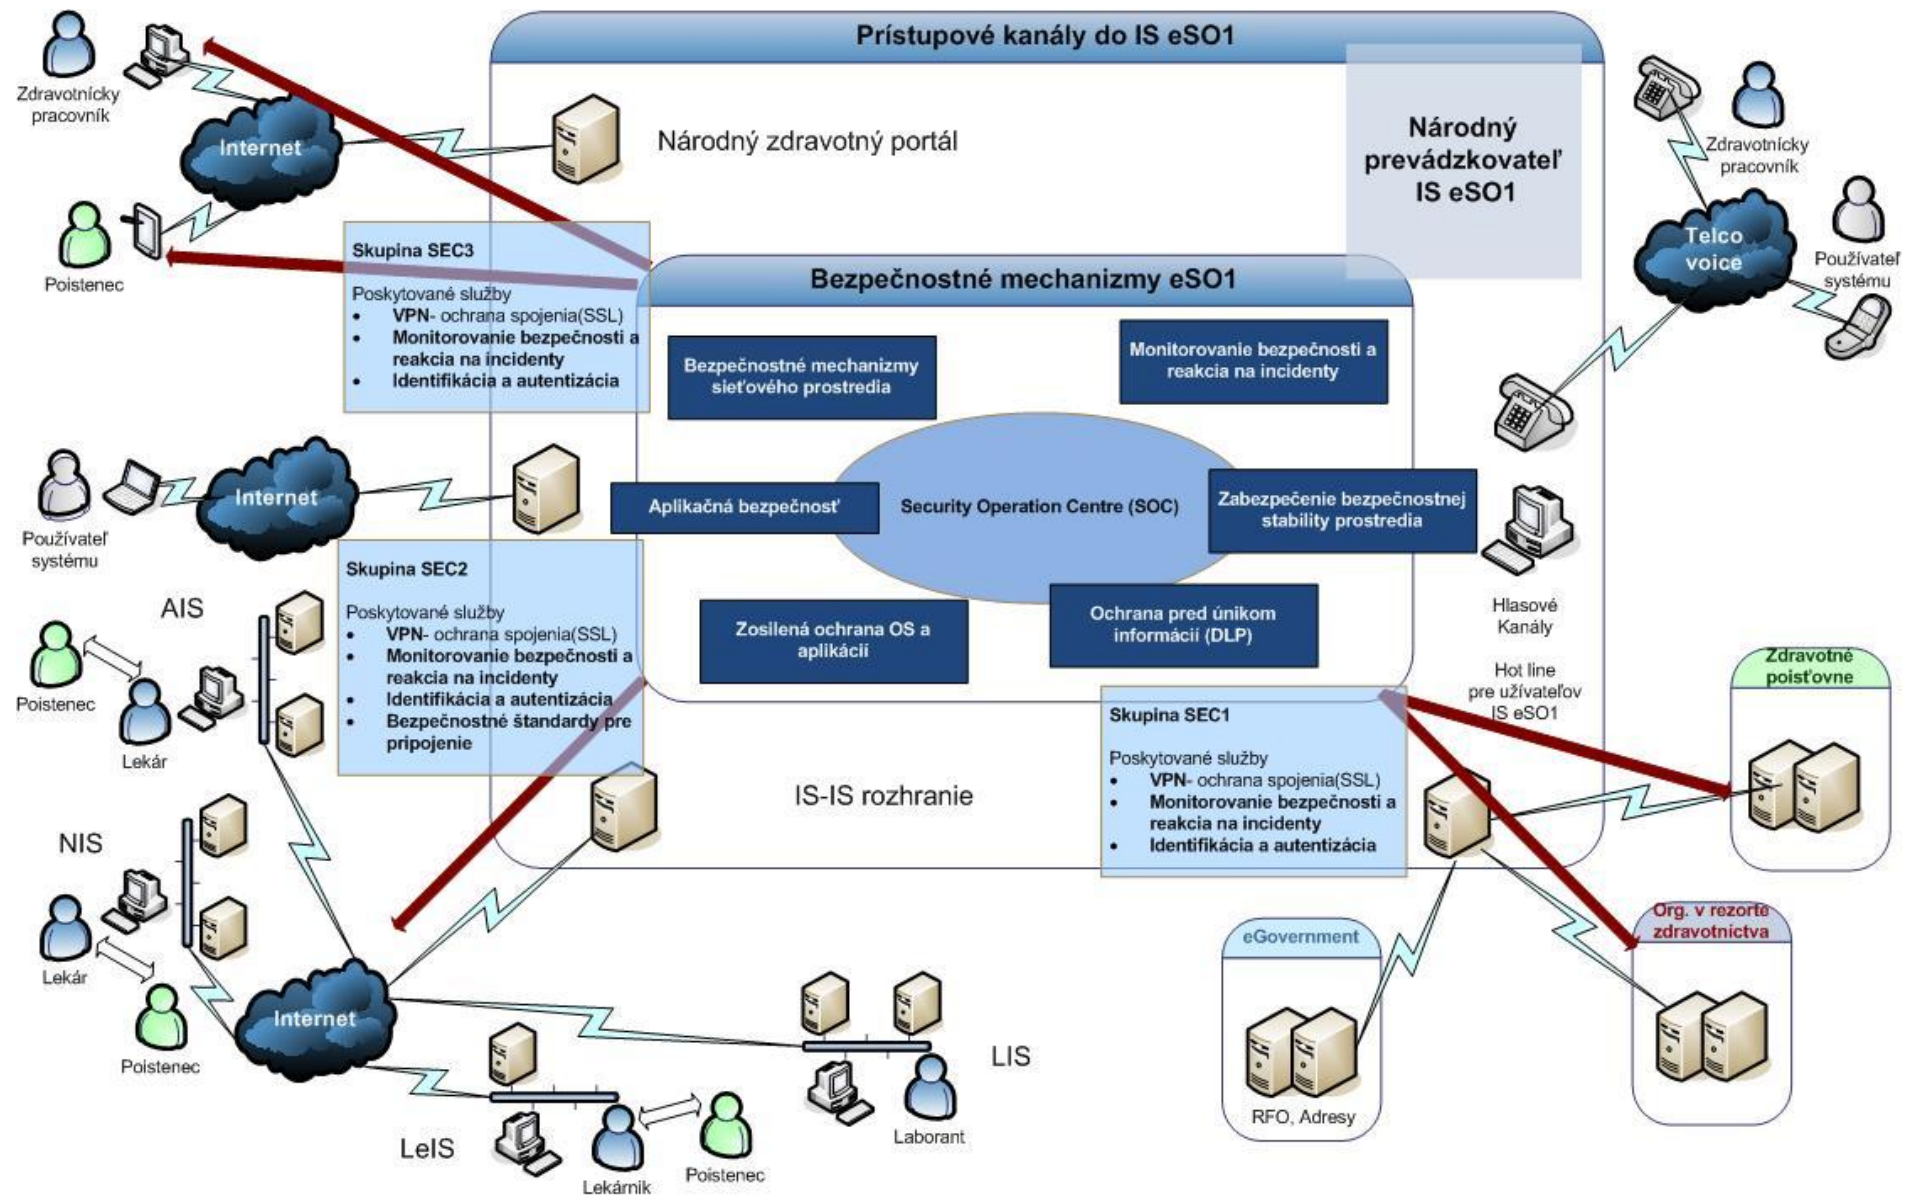 Prístupové kanály do IS eSO1
Zdravotnícky
pracovník
Internet
Národný zdravotný portál
Národný
prevádzkovateľ
IS eSO1
Zdravotnícky
pracovník
Poistenec
Telco
voice
Používateľ
systému
Skupina SEC3
Poskytované služby
• VPN- ochrana spojenia(SSL)
• Monitorovanie bezpečnosti a
reakcia na incidenty
• Identifikácia a autentizácia
Bezpečnostné mechanizmy eSO1
Bezpečnostné mechanizmy
sieťového prostredia
Monitorovanie bezpečnosti a
reakcia na incidenty
Aplikačná bezpečnosť
Security Operation Centre (SOC)
Zabezpečenie bezpečnostnej
stability prostredia
Zosilená ochrana OS a
aplikácií
Ochrana pred únikom
informácií (DLP)
Používateľ
systému
Internet
Hlasové
Kanály
Hot line
pre užívateľov
IS eSO1
Skupina SEC2
Poskytované služby
• VPN- ochrana spojenia(SSL)
• Monitorovanie bezpečnosti a
reakcia na incidenty
• Identifikácia a autentizácia
• Bezpečnostné štandardy pre
pripojenie
AIS
Poistenec
Lekár
Skupina SEC1
Poskytované služby
• VPN- ochrana spojenia(SSL)
• Monitorovanie bezpečnosti a
reakcia na incidenty
• Identifikácia a autentizácia
Zdravotné
poisťovne
IS-IS rozhranie
NIS
Lekár
Poistenec
Internet
eGovernment
RFO, Adresy
Org. v rezorte
zdravotníctva
LIS
Laborant
LeIS
Lekárnik
Poistenec